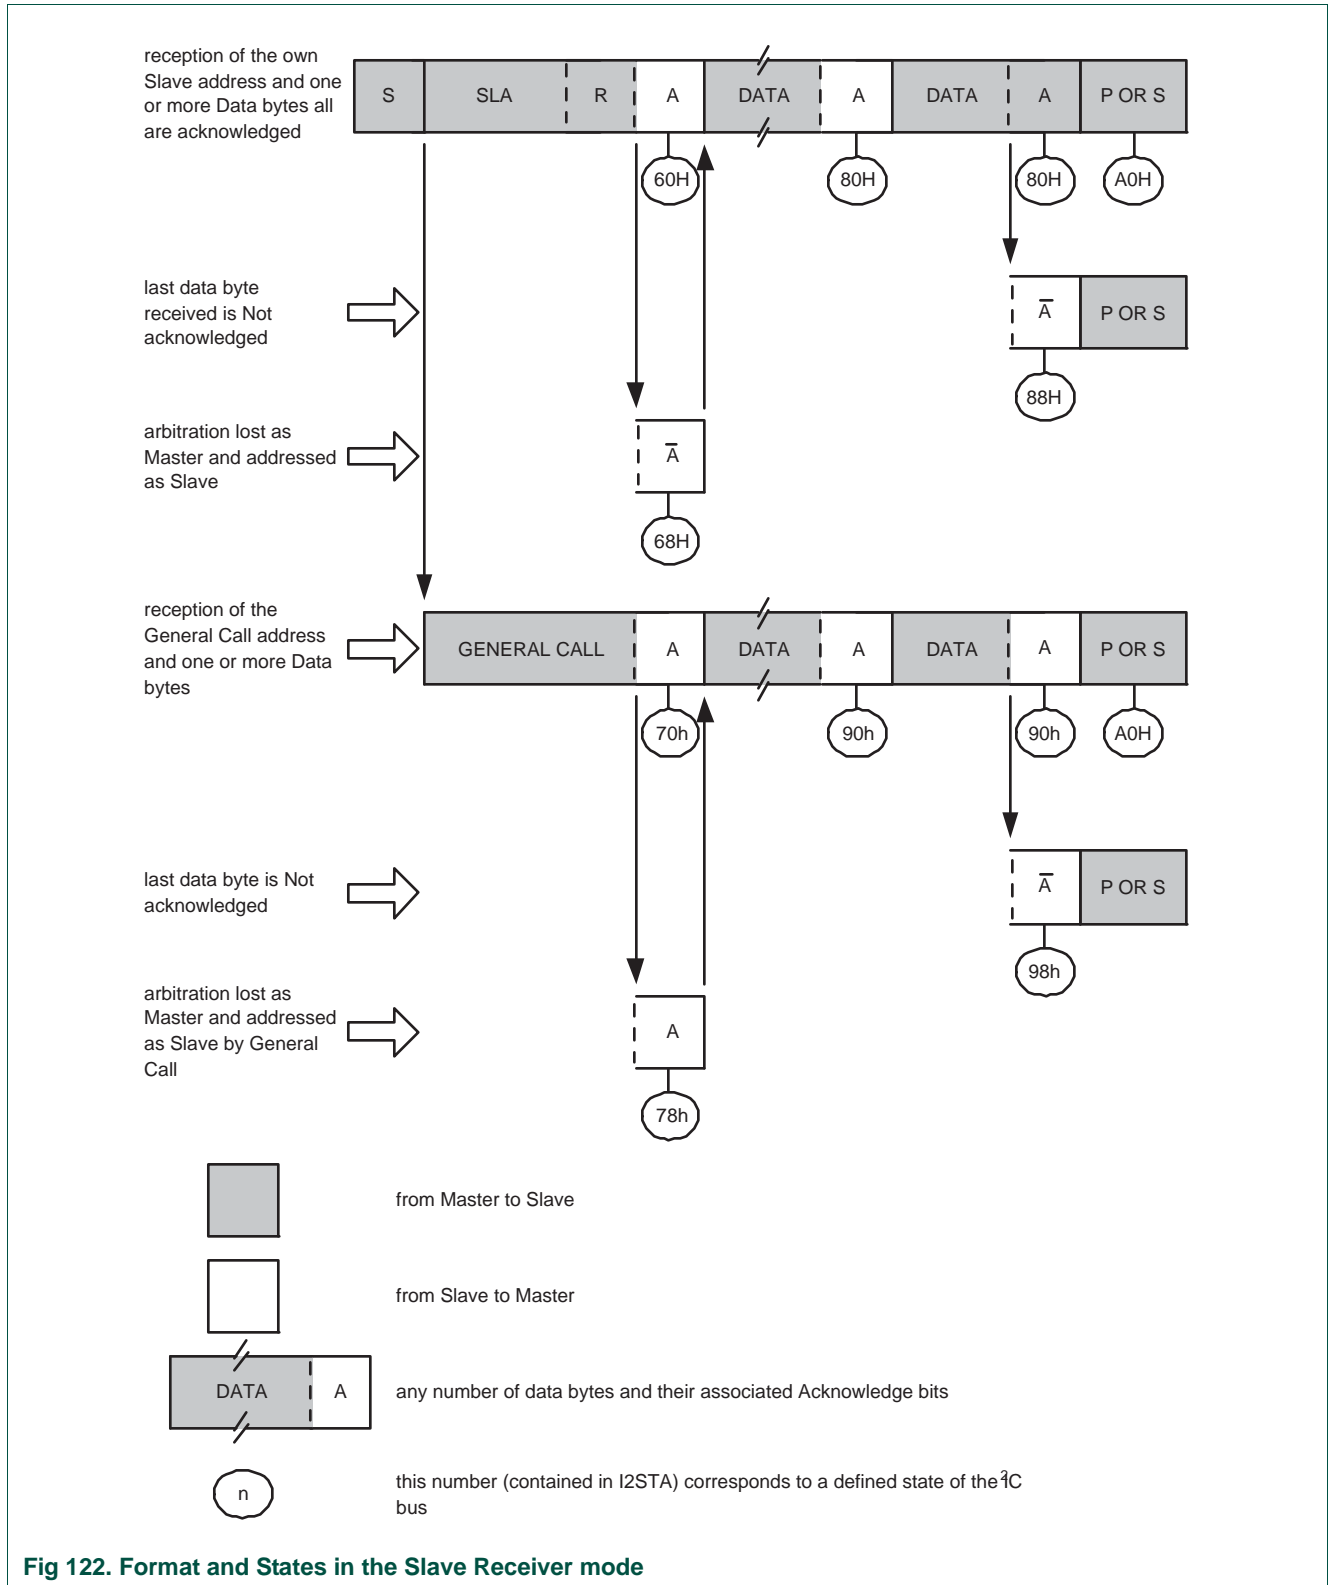 reception of the own
Slave address and one
or more Data bytes all
are acknowledged
S SLA R A DATA A DATA A P OR S
60H 80H 80H A0H
last data byte
received is Not
acknowledged
A̅ P OR S
88H
arbitration lost as
Master and addressed
as Slave
A̅
68H
reception of the
General Call address
and one or more Data
bytes
GENERAL CALL A DATA A DATA A P OR S
70h 90h 90h A0H
last data byte is Not
acknowledged
A̅ P OR S
98h
arbitration lost as
Master and addressed
as Slave by General
Call
A
78h
from Master to Slave
from Slave to Master
DATA A
any number of data bytes and their associated Acknowledge bits
n
this number (contained in I2STA) corresponds to a defined state of the I²C
bus
Fig 122. Format and States in the Slave Receiver mode